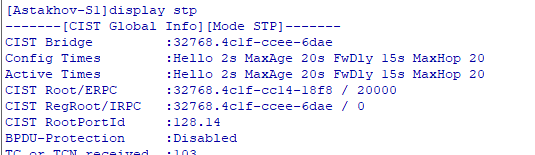 [Astakhov-S1]display stp
-------[CIST Global Info][Mode STP]-------
CIST Bridge         :32768.4c1f-ccee-6dae
Config Times        :Hello 2s MaxAge 20s FwDly 15s MaxHop 20
Active Times        :Hello 2s MaxAge 20s FwDly 15s MaxHop 20
CIST Root/ERPC      :32768.4c1f-cc14-18f8 / 20000
CIST RegRoot/IRPC   :32768.4c1f-ccee-6dae / 0
CIST RootPortId     :128.14
BPDU-Protection     :Disabled
TC or TCN received  :103